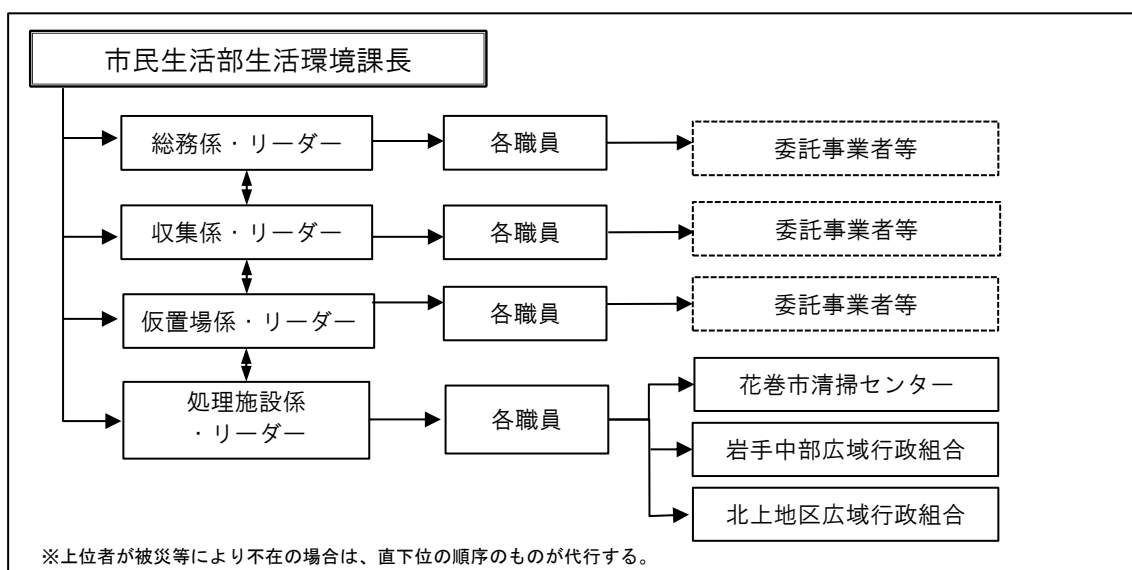 市民生活部生活環境課長
総務係・リーダー
各職員
委託事業者等
収集係・リーダー
各職員
委託事業者等
仮置場係・リーダー
各職員
委託事業者等
処理施設係
・リーダー
各職員
花巻市清掃センター
岩手中部広域行政組合
北上地区広域行政組合
※上位者が被災等により不在の場合は、直下位の順序のものが代行する。